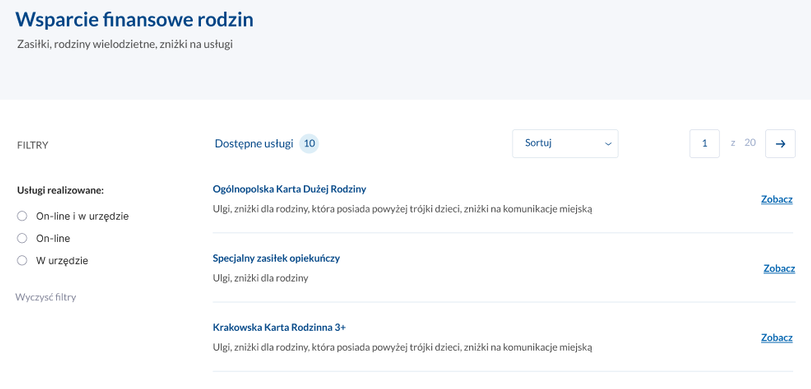 Wsparcie finansowe rodzin
Zasiłki, rodziny wielodzietne, zniżki na usługi
FILTRY
Dostępne usługi 10
Sortuj
1 z 20
Usługi realizowane:
On-line i w urzędzie
On-line
W urzędzie
Wyczyść filtry
Ogólnopolska Karta Dużej Rodziny
Ulgi, zniżki dla rodziny, która posiada powyżej trójki dzieci, zniżki na komunikacje miejską
Zobacz
Specjalny zasiłek opiekuńczy
Ulgi, zniżki dla rodziny
Zobacz
Krakowska Karta Rodzinna 3+
Ulgi, zniżki dla rodziny, która posiada powyżej trójki dzieci, zniżki na komunikacje miejską
Zobacz